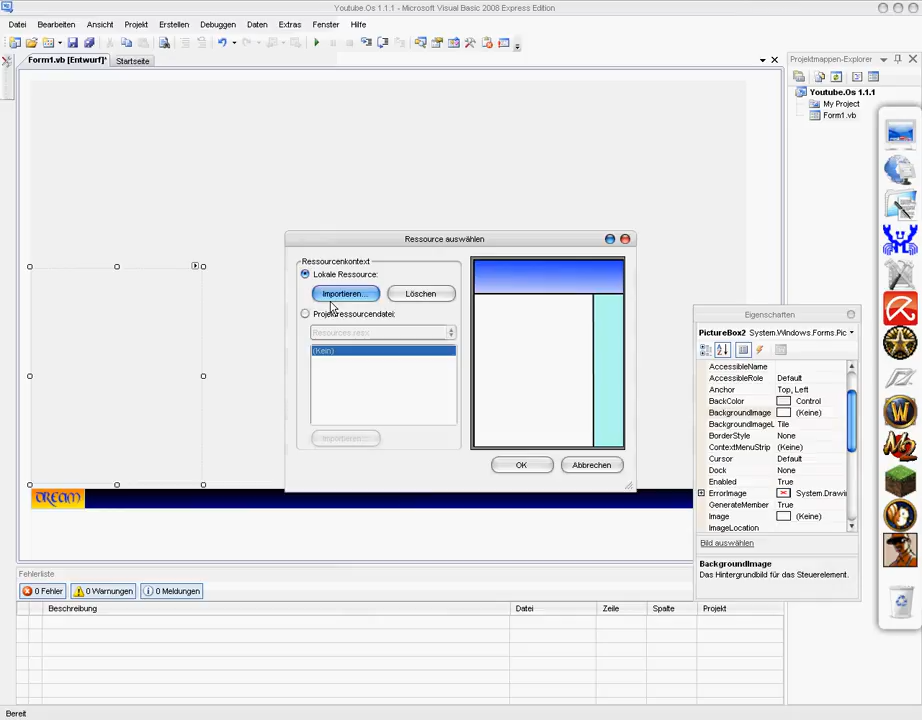 Youtube.Os 1.1.1 - Microsoft Visual Basic 2008 Express Edition
Datei Bearbeiten Ansicht Projekt Erstellen Debuggen Daten Extras Fenster Hilfe
Form1.vb [Entwurf]* Startseite
Projektmappen-Explorer
Youtube.Os 1.1.1
My Project
Form1.vb
Ressource auswählen
Ressourcenkontext
Lokale Ressource:
Importieren... Löschen
Projektressourcendatei:
Resources.resx
(Kein)
Importieren...
OK Abbrechen
DREAM
Eigenschaften
PictureBox2 System.Windows.Forms.Pic
AccessibleName
AccessibleRole Default
Anchor Top, Left
BackColor Control
BackgroundImage (Keine)
BackgroundImageL Tile
BorderStyle None
ContextMenuStrip (Keine)
Cursor Default
Dock None
Enabled True
ErrorImage System.Drawi
GenerateMember True
Image (Keine)
ImageLocation
Bild auswählen
BackgroundImage
Das Hintergrundbild für das Steuerelement.
Fehlerliste
0 Fehler 0 Warnungen 0 Meldungen
Beschreibung Datei Zeile Spalte Projekt
Bereit